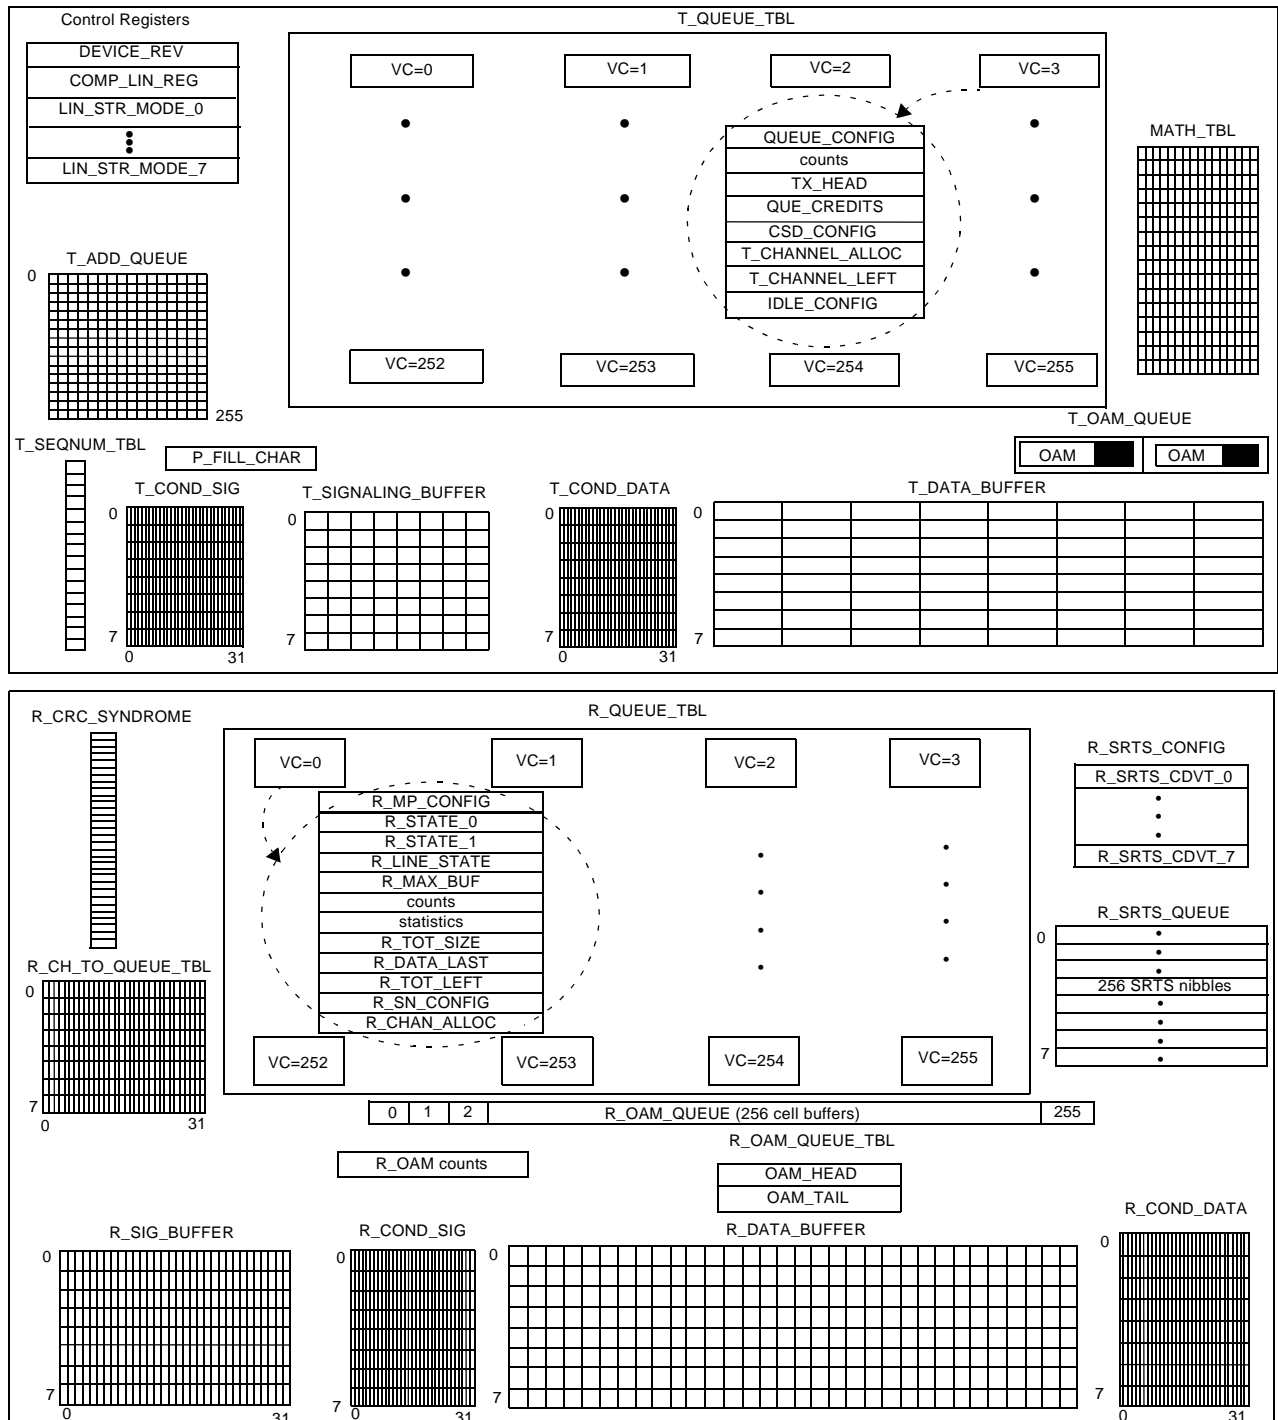 Control Registers
DEVICE_REV
COMP_LIN_REG
LIN_STR_MODE_0
LIN_STR_MODE_7
T_QUEUE_TBL
VC=0
VC=1
VC=2
VC=3
QUEUE_CONFIG
counts
TX_HEAD
QUE_CREDITS
CSD_CONFIG
T_CHANNEL_ALLOC
T_CHANNEL_LEFT
IDLE_CONFIG
VC=252
VC=253
VC=254
VC=255
MATH_TBL
T_ADD_QUEUE
0
255
T_OAM_QUEUE
OAM
OAM
T_SEQNUM_TBL
P_FILL_CHAR
T_COND_SIG
0
7
0
31
T_SIGNALING_BUFFER
0
7
T_COND_DATA
0
7
0
31
T_DATA_BUFFER
0
7
R_CRC_SYNDROME
R_QUEUE_TBL
VC=0
VC=1
VC=2
VC=3
R_MP_CONFIG
R_STATE_0
R_STATE_1
R_LINE_STATE
R_MAX_BUF
counts
statistics
R_TOT_SIZE
R_DATA_LAST
R_TOT_LEFT
R_SN_CONFIG
R_CHAN_ALLOC
VC=252
VC=253
VC=254
VC=255
R_SRTS_CONFIG
R_SRTS_CDVT_0
R_SRTS_CDVT_7
R_SRTS_QUEUE
0
256 SRTS nibbles
7
R_CH_TO_QUEUE_TBL
0
7
0
31
0
1
2
R_OAM_QUEUE (256 cell buffers)
255
R_OAM counts
R_OAM_QUEUE_TBL
OAM_HEAD
OAM_TAIL
R_SIG_BUFFER
0
7
0
31
R_COND_SIG
0
7
0
31
R_DATA_BUFFER
0
7
R_COND_DATA
0
7
0
31